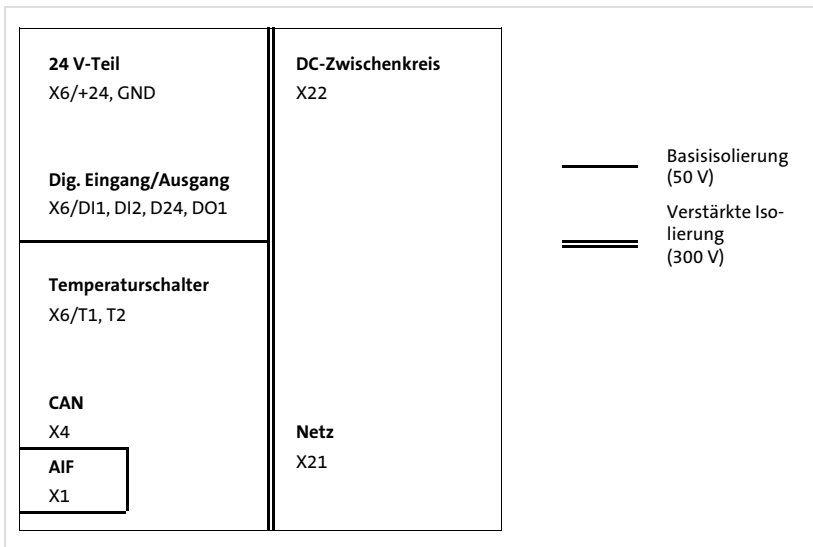 24 V-Teil
X6/+24, GND
Dig. Eingang/Ausgang
X6/DI1, DI2, D24, DO1
Temperaturschalter
X6/T1, T2
CAN
X4
AIF
X1
DC-Zwischenkreis
X22
Netz
X21
Basisisolierung
(50 V)
Verstärkte Iso-
lierung
(300 V)